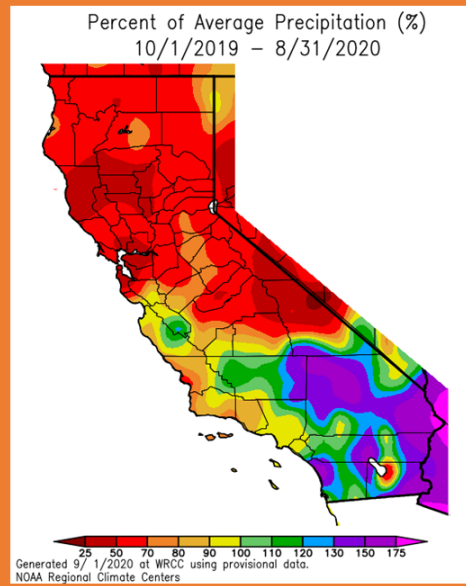 Percent of Average Precipitation (%)
10/1/2019 – 8/31/2020
25 50 70 80 90 100 110 120 130 150 175
Generated 9/ 1/2020 at WRCC using provisional data.
NOAA Regional Climate Centers